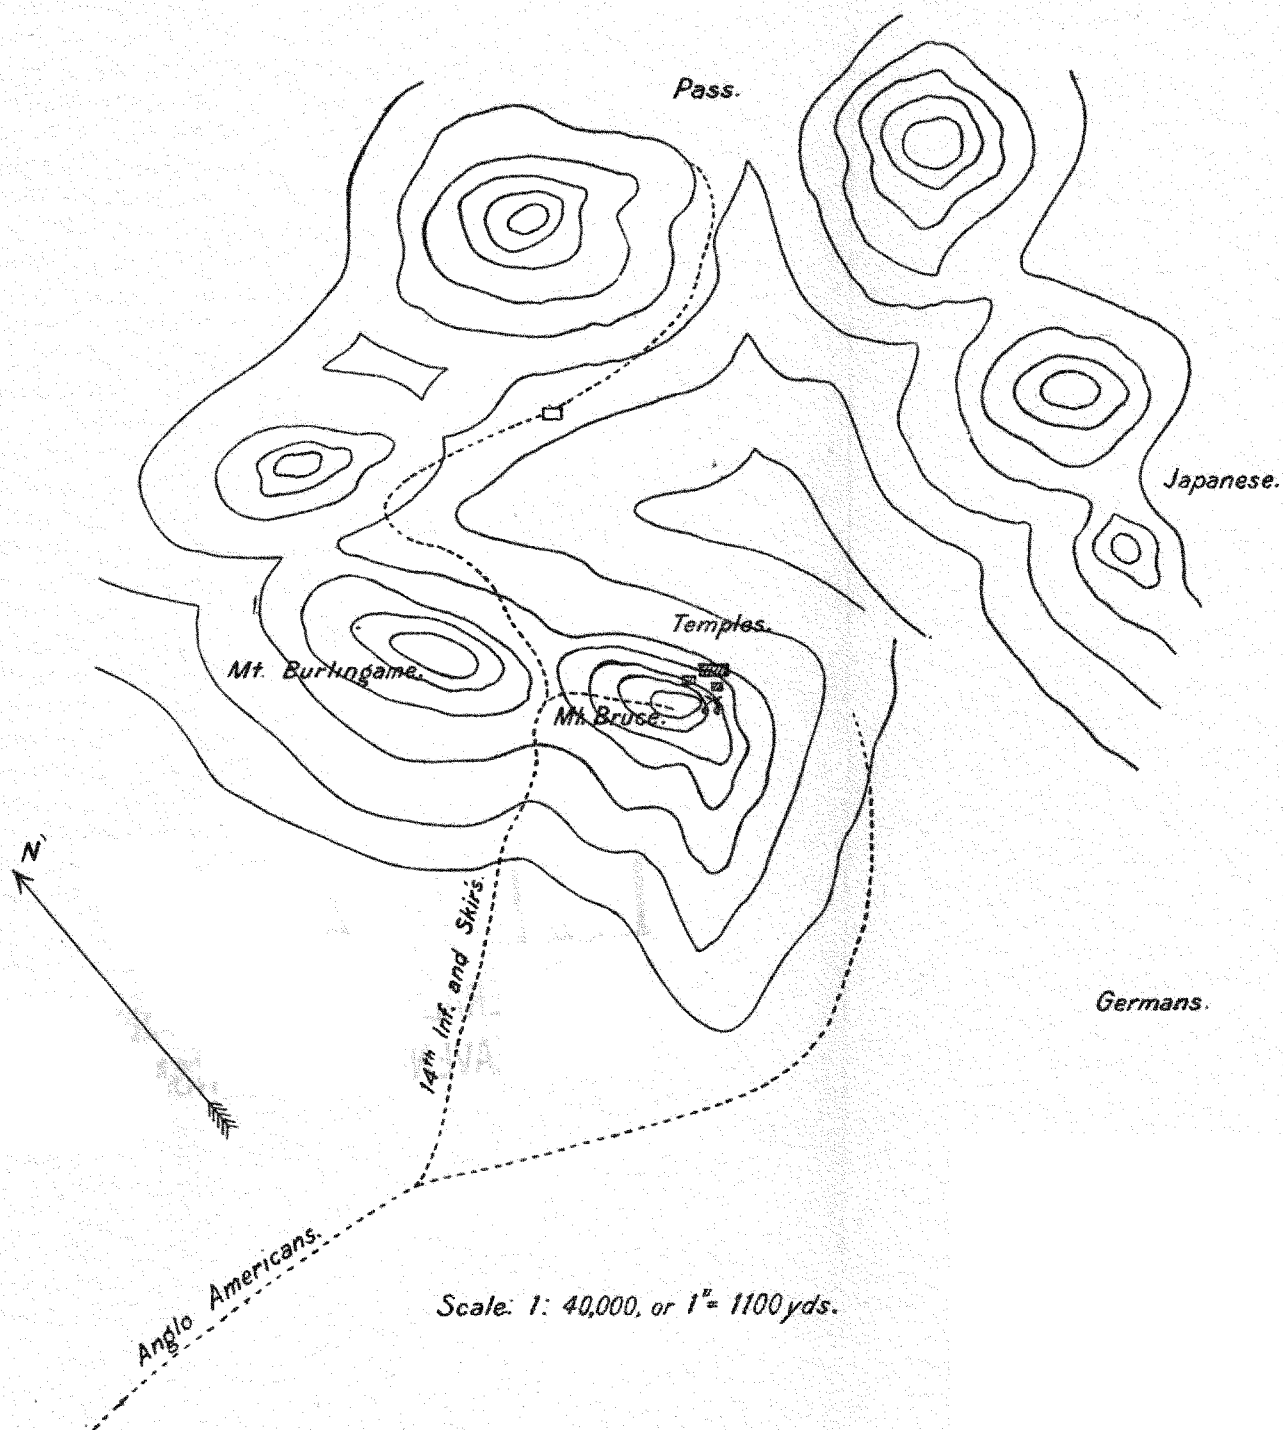 Pass.
Japanese.
Temples.
Mt. Burlingame.
Mt. Bruce.
N.
14th Inf. and Skir's.
Germans.
Anglo Americans.
Scale: 1: 40,000, or 1"= 1100 yds.